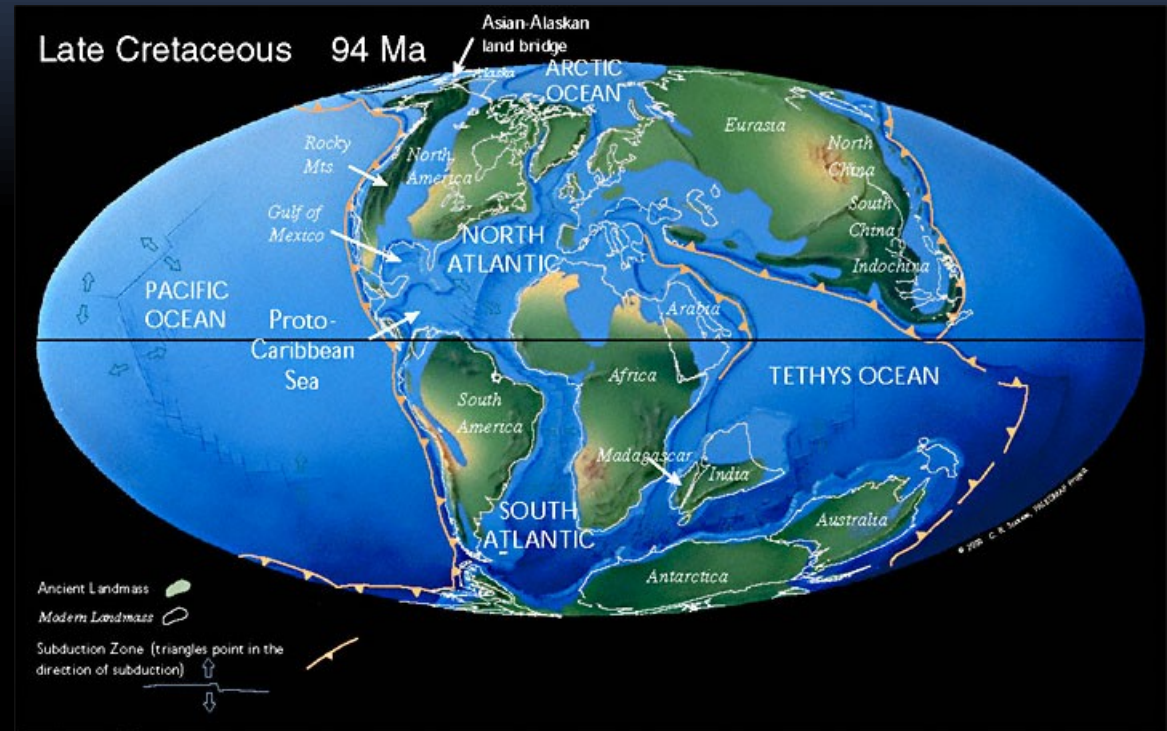 Late Cretaceous 94 Ma
Asian-Alaskan
land bridge
Alaska
ARCTIC
OCEAN
Eurasia
Rocky
Mts.
North
America
North
China
South
China
Indochina
Gulf of
Mexico
NORTH
ATLANTIC
PACIFIC
OCEAN
Proto-
Caribbean
Sea
Arabia
Africa
TETHYS OCEAN
South
America
Madagascar
India
SOUTH
ATLANTIC
Australia
Antarctica
Ancient Landmass
Modern Landmass
Subduction Zone (triangles point in the
direction of subduction)
PALEOMAP Project